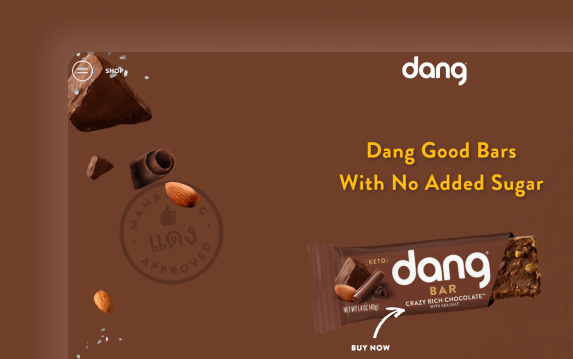 SHOP
dang
Dang Good Bars
With No Added Sugar
MAMA
แดง
APPROVED
KETO
dang
BAR
CRAZY RICH CHOCOLATE™
WITH SEA SALT
NET WT 1.4 OZ (40g)
BUY NOW